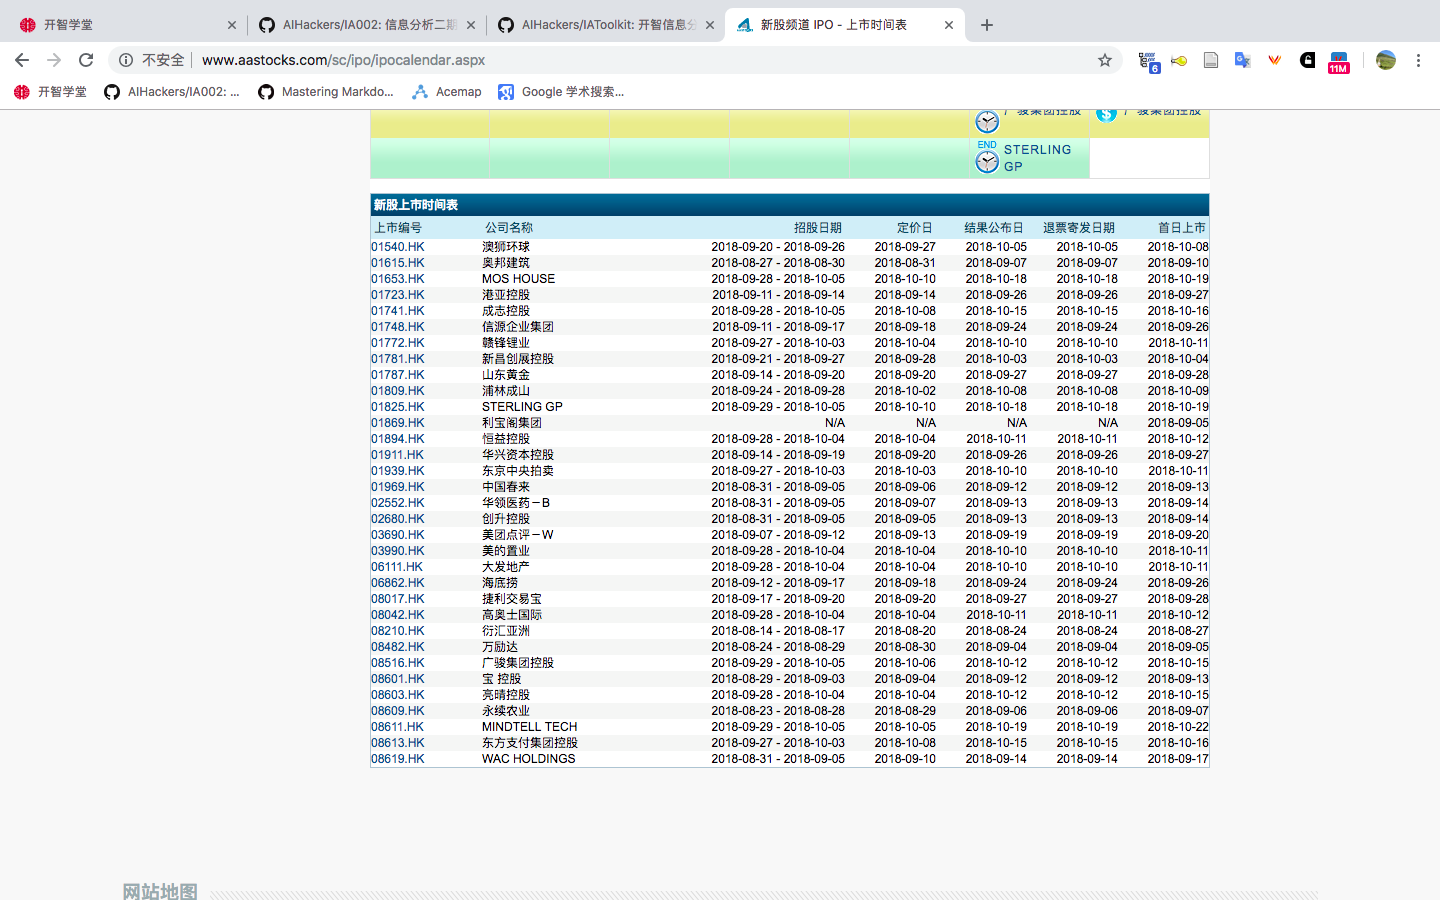 开智学堂
AIHackers/IA002: 信息分析二期
AIHackers/IAToolkit: 开智信息分
新股频道 IPO - 上市时间表
不安全 www.aastocks.com/sc/ipo/ipocalendar.aspx
6
11M
开智学堂 AIHackers/IA002: ... Mastering Markdo... Acemap Google 学术搜索...
END STERLING GP
新股上市时间表
上市编号 公司名称 招股日期 定价日 结果公布日 退票寄发日期 首日上市
01540.HK 澳狮环球 2018-09-20 - 2018-09-26 2018-09-27 2018-10-05 2018-10-05 2018-10-08
01615.HK 奥邦建筑 2018-08-27 - 2018-08-30 2018-08-31 2018-09-07 2018-09-07 2018-09-10
01653.HK MOS HOUSE 2018-09-28 - 2018-10-05 2018-10-10 2018-10-18 2018-10-18 2018-10-19
01723.HK 港亚控股 2018-09-11 - 2018-09-14 2018-09-14 2018-09-26 2018-09-26 2018-09-27
01741.HK 成志控股 2018-09-28 - 2018-10-05 2018-10-08 2018-10-15 2018-10-15 2018-10-16
01748.HK 信源企业集团 2018-09-11 - 2018-09-17 2018-09-18 2018-09-24 2018-09-24 2018-09-26
01772.HK 赣锋锂业 2018-09-27 - 2018-10-03 2018-10-04 2018-10-10 2018-10-10 2018-10-11
01781.HK 新昌创展控股 2018-09-21 - 2018-09-27 2018-09-28 2018-10-03 2018-10-03 2018-10-04
01787.HK 山东黄金 2018-09-14 - 2018-09-20 2018-09-20 2018-09-27 2018-09-27 2018-09-28
01809.HK 浦林成山 2018-09-24 - 2018-09-28 2018-10-02 2018-10-08 2018-10-08 2018-10-09
01825.HK STERLING GP 2018-09-29 - 2018-10-05 2018-10-10 2018-10-18 2018-10-18 2018-10-19
01869.HK 利宝阁集团 N/A N/A N/A N/A 2018-09-05
01894.HK 恒益控股 2018-09-28 - 2018-10-04 2018-10-04 2018-10-11 2018-10-11 2018-10-12
01911.HK 华兴资本控股 2018-09-14 - 2018-09-19 2018-09-20 2018-09-26 2018-09-26 2018-09-27
01939.HK 东京中央拍卖 2018-09-27 - 2018-10-03 2018-10-03 2018-10-10 2018-10-10 2018-10-11
01969.HK 中国春来 2018-08-31 - 2018-09-05 2018-09-06 2018-09-12 2018-09-12 2018-09-13
02552.HK 华领医药－B 2018-08-31 - 2018-09-05 2018-09-07 2018-09-13 2018-09-13 2018-09-14
02680.HK 创升控股 2018-08-31 - 2018-09-05 2018-09-05 2018-09-13 2018-09-13 2018-09-14
03690.HK 美团点评－W 2018-09-07 - 2018-09-12 2018-09-13 2018-09-19 2018-09-19 2018-09-20
03990.HK 美的置业 2018-09-28 - 2018-10-04 2018-10-04 2018-10-10 2018-10-10 2018-10-11
06111.HK 大发地产 2018-09-28 - 2018-10-04 2018-10-04 2018-10-10 2018-10-10 2018-10-11
06862.HK 海底捞 2018-09-12 - 2018-09-17 2018-09-18 2018-09-24 2018-09-24 2018-09-26
08017.HK 捷利交易宝 2018-09-17 - 2018-09-20 2018-09-20 2018-09-27 2018-09-27 2018-09-28
08042.HK 高奥士国际 2018-09-28 - 2018-10-04 2018-10-04 2018-10-11 2018-10-11 2018-10-12
08210.HK 衍汇亚洲 2018-08-14 - 2018-08-17 2018-08-20 2018-08-24 2018-08-24 2018-08-27
08482.HK 万励达 2018-08-24 - 2018-08-29 2018-08-30 2018-09-04 2018-09-04 2018-09-05
08516.HK 广骏集团控股 2018-09-29 - 2018-10-05 2018-10-06 2018-10-12 2018-10-12 2018-10-15
08601.HK 宝 控股 2018-08-29 - 2018-09-03 2018-09-04 2018-09-12 2018-09-12 2018-09-13
08603.HK 亮晴控股 2018-09-28 - 2018-10-04 2018-10-04 2018-10-12 2018-10-12 2018-10-15
08609.HK 永续农业 2018-08-23 - 2018-08-28 2018-08-29 2018-09-06 2018-09-06 2018-09-07
08611.HK MINDTELL TECH 2018-09-29 - 2018-10-05 2018-10-05 2018-10-19 2018-10-19 2018-10-22
08613.HK 东方支付集团控股 2018-09-27 - 2018-10-03 2018-10-08 2018-10-15 2018-10-15 2018-10-16
08619.HK WAC HOLDINGS 2018-08-31 - 2018-09-05 2018-09-10 2018-09-14 2018-09-14 2018-09-17
网站地图